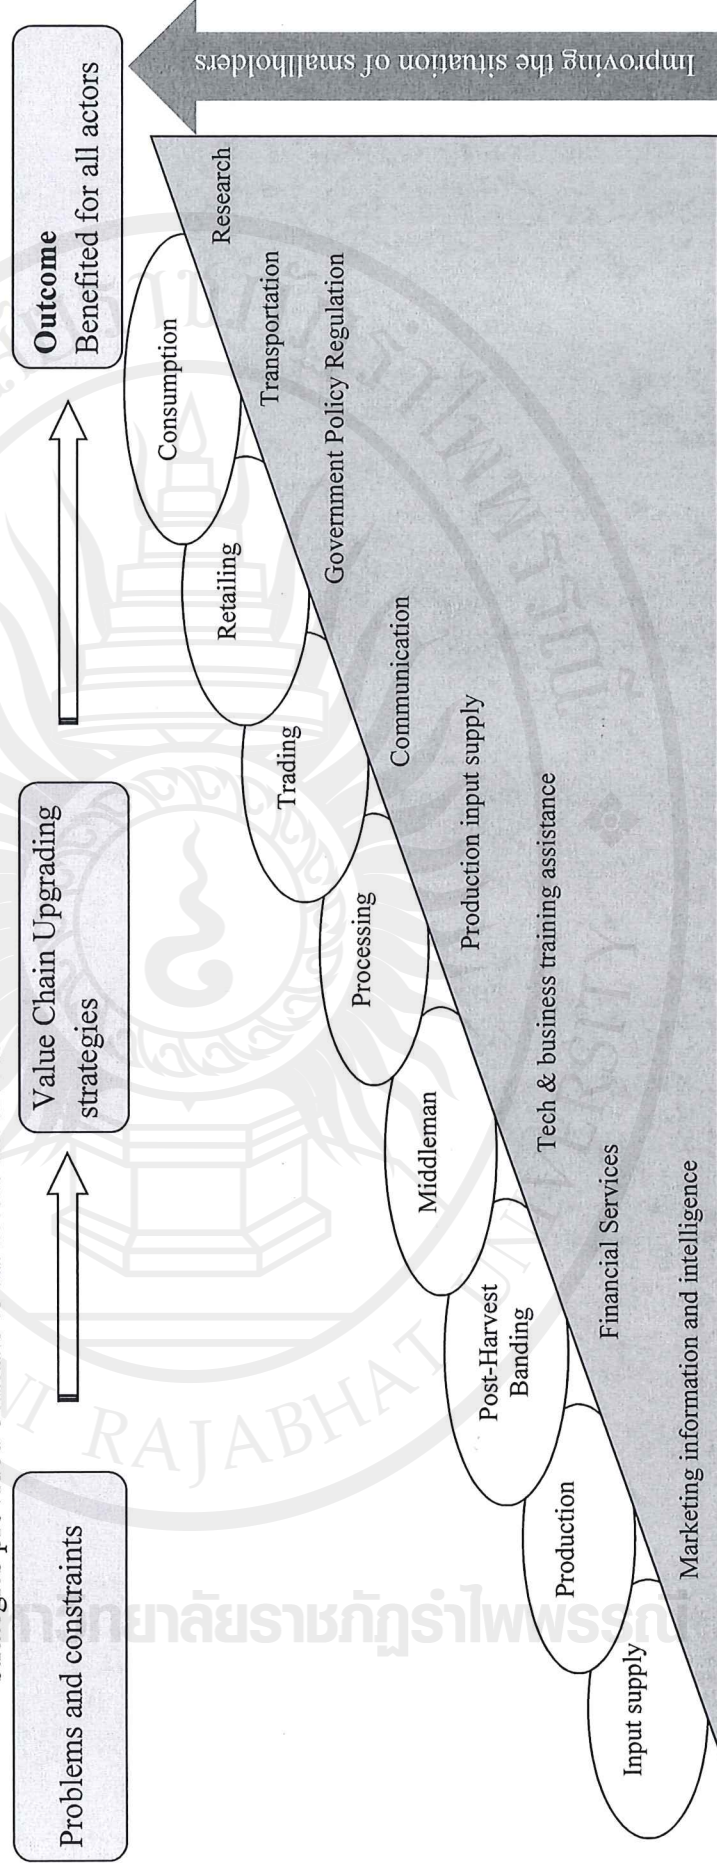 Problems and constraints
Value Chain Upgrading
strategies
Outcome
Benefited for all actors
Input supply
Production
Post-Harvest
Banding
Middleman
Processing
Trading
Retailing
Consumption
Marketing information and intelligence
Financial Services
Tech & business training assistance
Production input supply
Communication
Government Policy Regulation
Transportation
Research
Improving the situation of smallholders
RAJABHAT UNIVERSITY